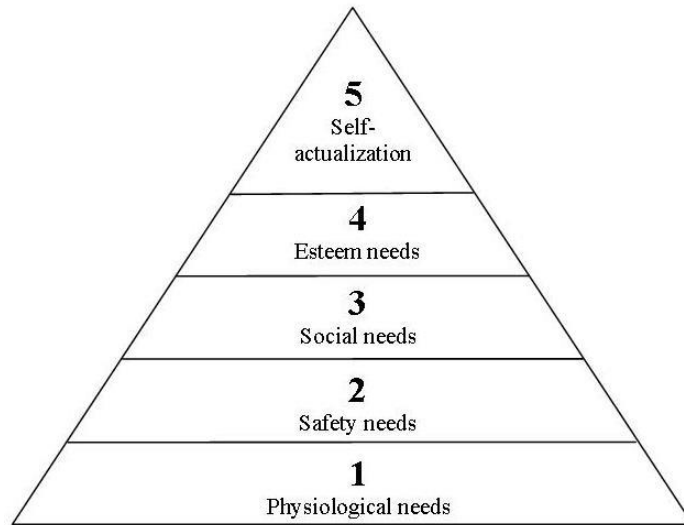 5
Self-
actualization
4
Esteem needs
3
Social needs
2
Safety needs
1
Physiological needs